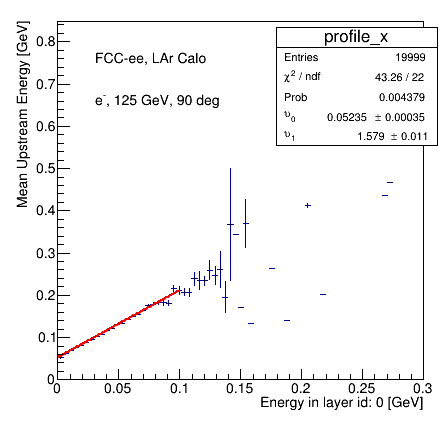 profile_x
Entries 19999
χ² / ndf 43.26 / 22
Prob 0.004379
υ₀ 0.05235 ± 0.00035
υ₁ 1.579 ± 0.011
FCC-ee, LAr Calo
e⁻, 125 GeV, 90 deg
Mean Upstream Energy [GeV]
0.8
0.7
0.6
0.5
0.4
0.3
0.2
0.1
0
0 0.05 0.1 0.15 0.2 0.25 0.3
Energy in layer id: 0 [GeV]